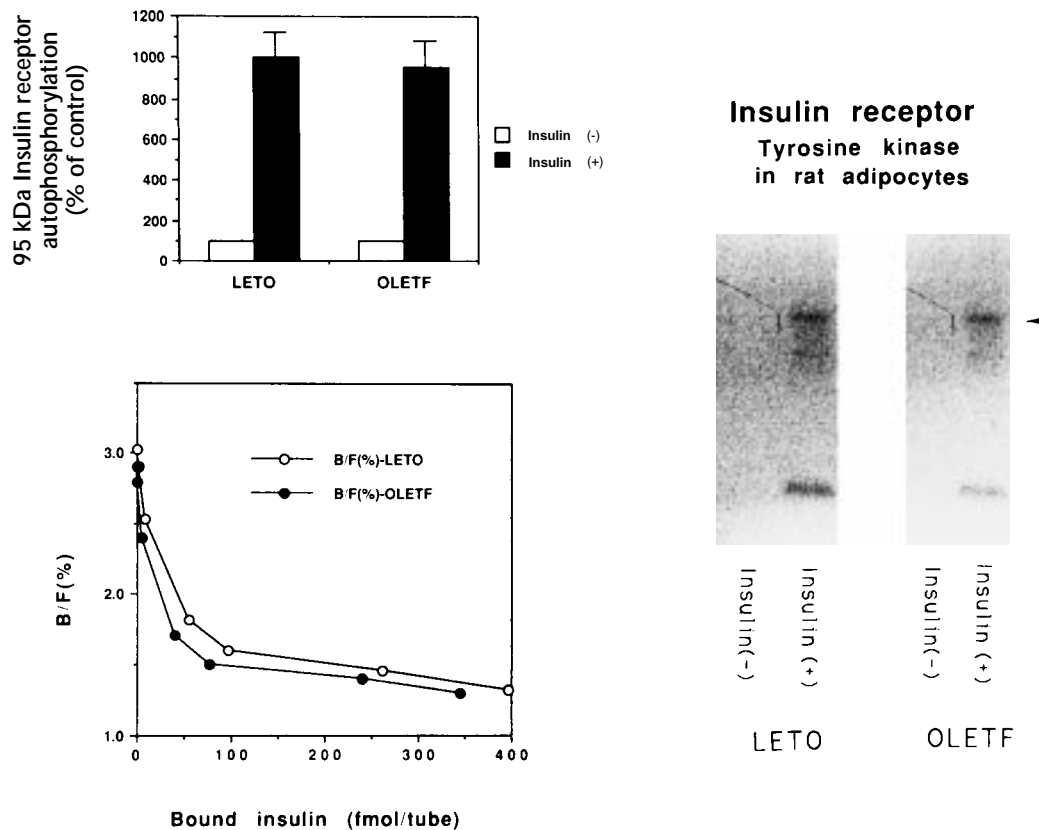 95 kDa Insulin receptor
autophosphorylation
(% of control)
1200
1000
800
600
400
200
0
LETO
OLETF
Insulin (-)
Insulin (+)
B/F(%)
3.0
2.0
1.0
B/F(%)-LETO
B/F(%)-OLETF
0
100
200
300
400
Bound insulin (fmol/tube)
Insulin receptor
Tyrosine kinase
in rat adipocytes
Insulin(-)
Insulin(+)
Insulin(-)
Insulin(+)
LETO
OLETF